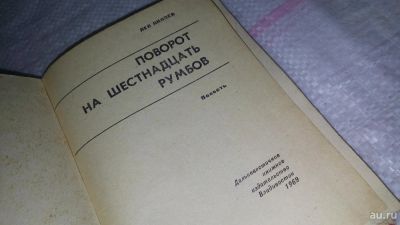 ПОВОРОТ
НА ШЕСТНАДЦАТЬ
РУМБОВ
Повесть
Дальневосточное
книжное
издательство
Владивосток
1969
au.ru